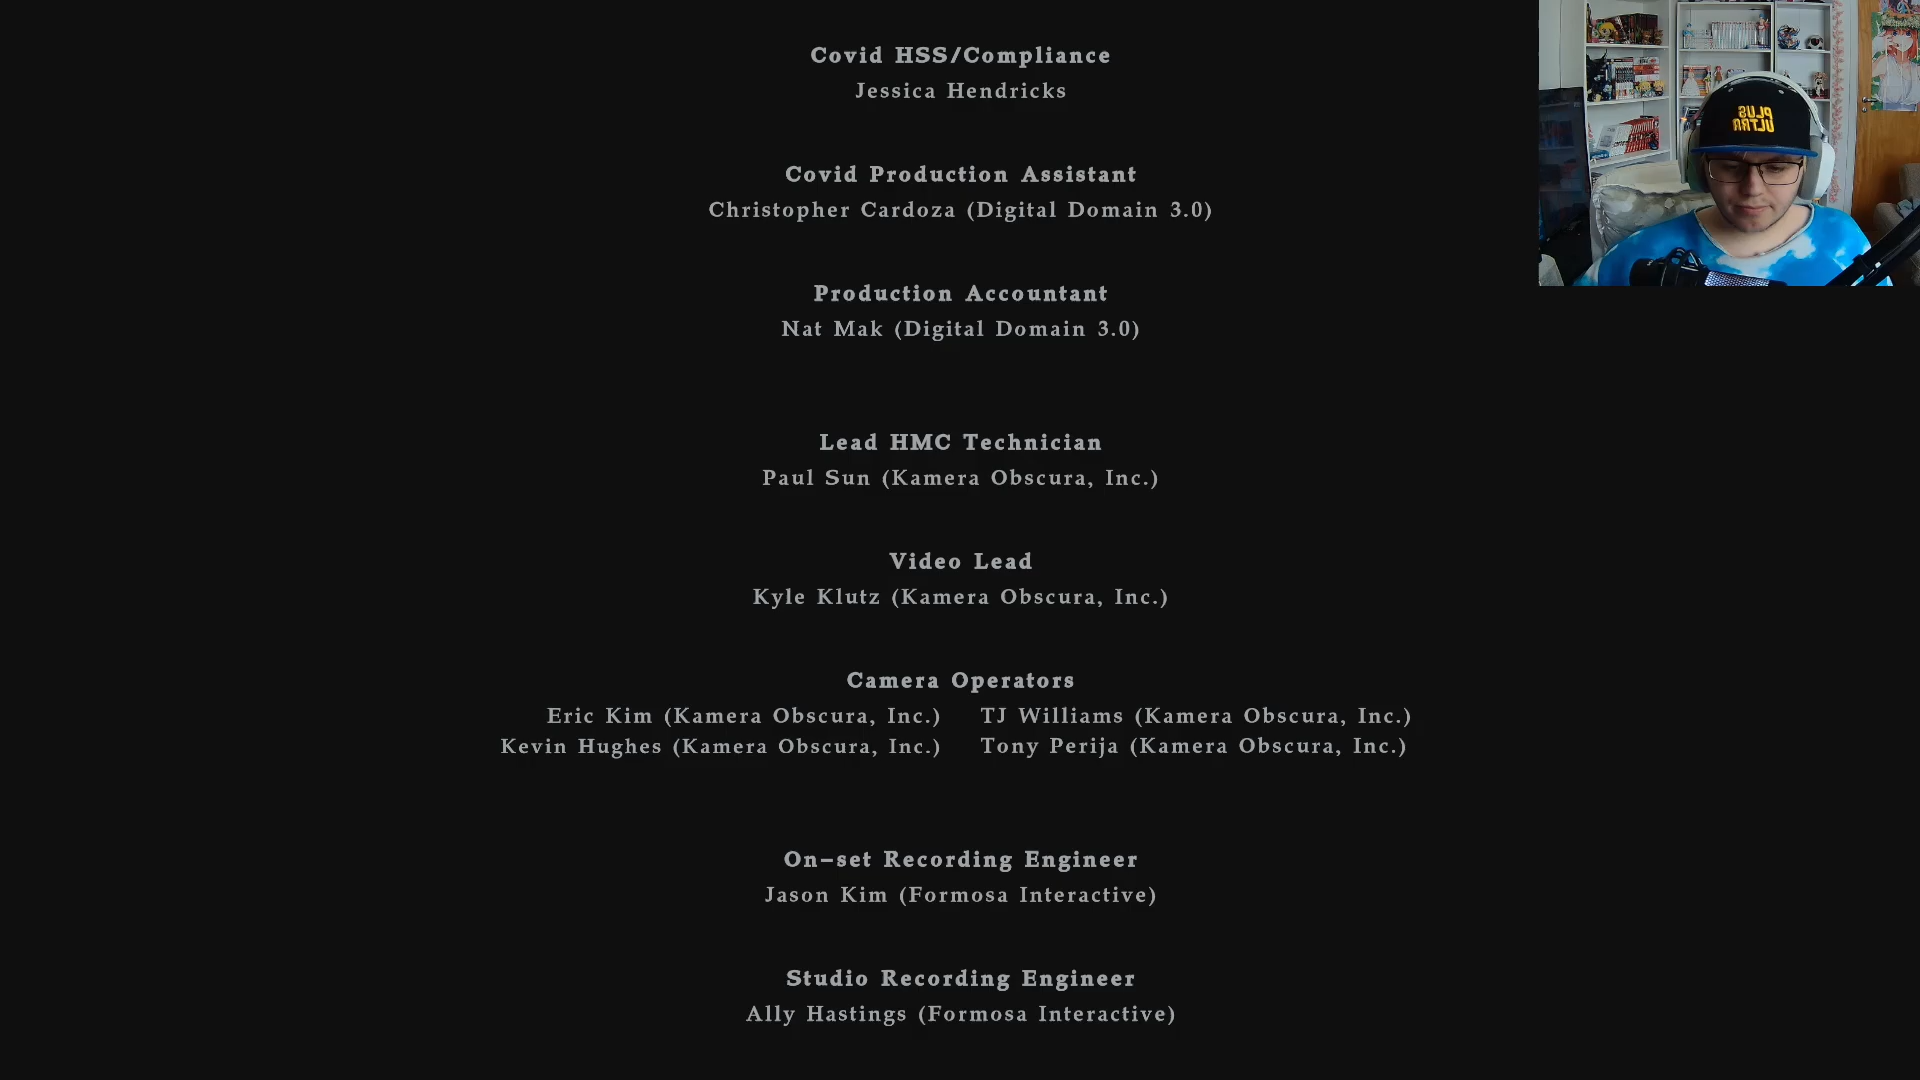 Covid HSS/Compliance
Jessica Hendricks
Covid Production Assistant
Christopher Cardoza (Digital Domain 3.0)
Production Accountant
Nat Mak (Digital Domain 3.0)
Lead HMC Technician
Paul Sun (Kamera Obscura, Inc.)
Video Lead
Kyle Klutz (Kamera Obscura, Inc.)
Camera Operators
Eric Kim (Kamera Obscura, Inc.) TJ Williams (Kamera Obscura, Inc.)
Kevin Hughes (Kamera Obscura, Inc.) Tony Perija (Kamera Obscura, Inc.)
On-set Recording Engineer
Jason Kim (Formosa Interactive)
Studio Recording Engineer
Ally Hastings (Formosa Interactive)
PLUS
ULTRA